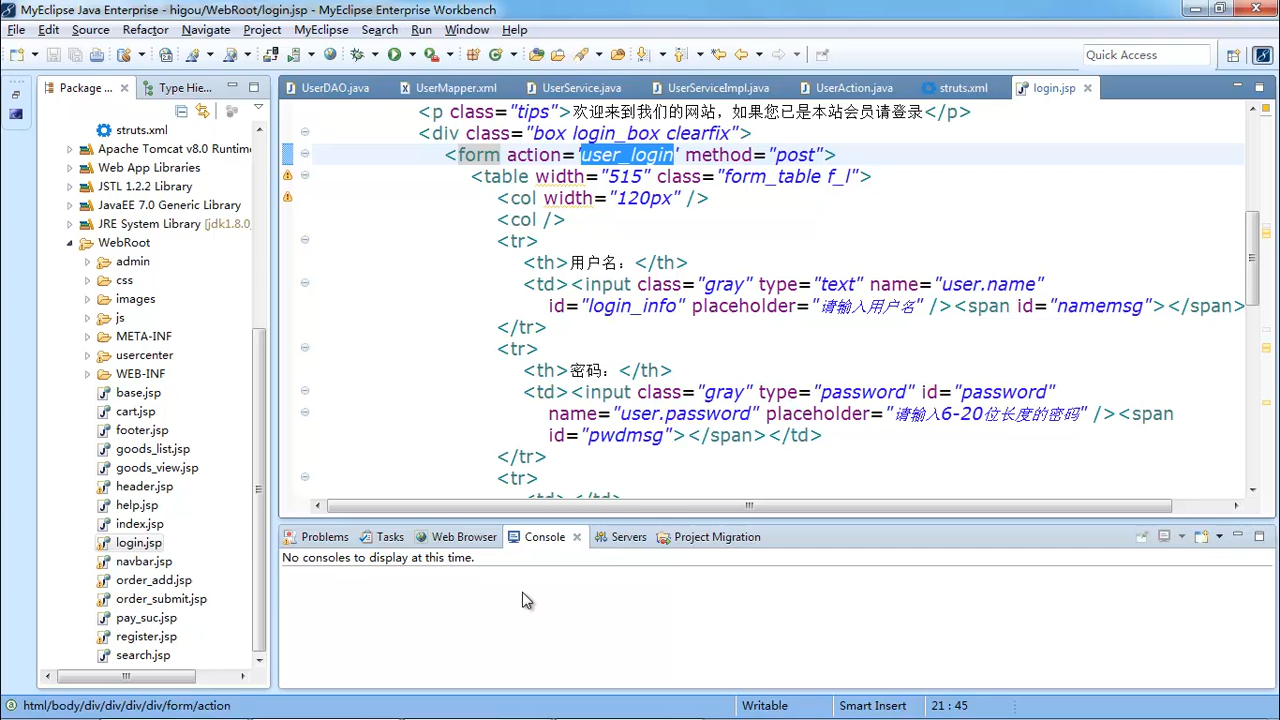 MyEclipse Java Enterprise - higou/WebRoot/login.jsp - MyEclipse Enterprise Workbench
File Edit Source Refactor Navigate Project MyEclipse Search Run Window Help
Quick Access
Package ... Type Hie...
UserDAO.java UserMapper.xml UserService.java UserServiceImpl.java UserAction.java struts.xml login.jsp
struts.xml
Apache Tomcat v8.0 Runtime
Web App Libraries
JSTL 1.2.2 Library
JavaEE 7.0 Generic Library
JRE System Library [jdk1.8.0
WebRoot
admin
css
images
js
META-INF
usercenter
WEB-INF
base.jsp
cart.jsp
footer.jsp
goods_list.jsp
goods_view.jsp
header.jsp
help.jsp
index.jsp
login.jsp
navbar.jsp
order_add.jsp
order_submit.jsp
pay_suc.jsp
register.jsp
search.jsp
<p class="tips">欢迎来到我们的网站，如果您已是本站会员请登录</p>
<div class="box login_box clearfix">
<form action='user_login' method="post">
<table width="515" class="form_table f_l">
<col width="120px" />
<col />
<tr>
<th>用户名：</th>
<td><input class="gray" type="text" name="user.name"
id="login_info" placeholder="请输入用户名" /><span id="namemsg"></span>
</tr>
<tr>
<th>密码：</th>
<td><input class="gray" type="password" id="password"
name="user.password" placeholder="请输入6-20位长度的密码" /><span
id="pwdmsg"></span></td>
</tr>
<tr>
<td></td>
Problems Tasks Web Browser Console Servers Project Migration
No consoles to display at this time.
html/body/div/div/div/div/form/action Writable Smart Insert 21 : 45